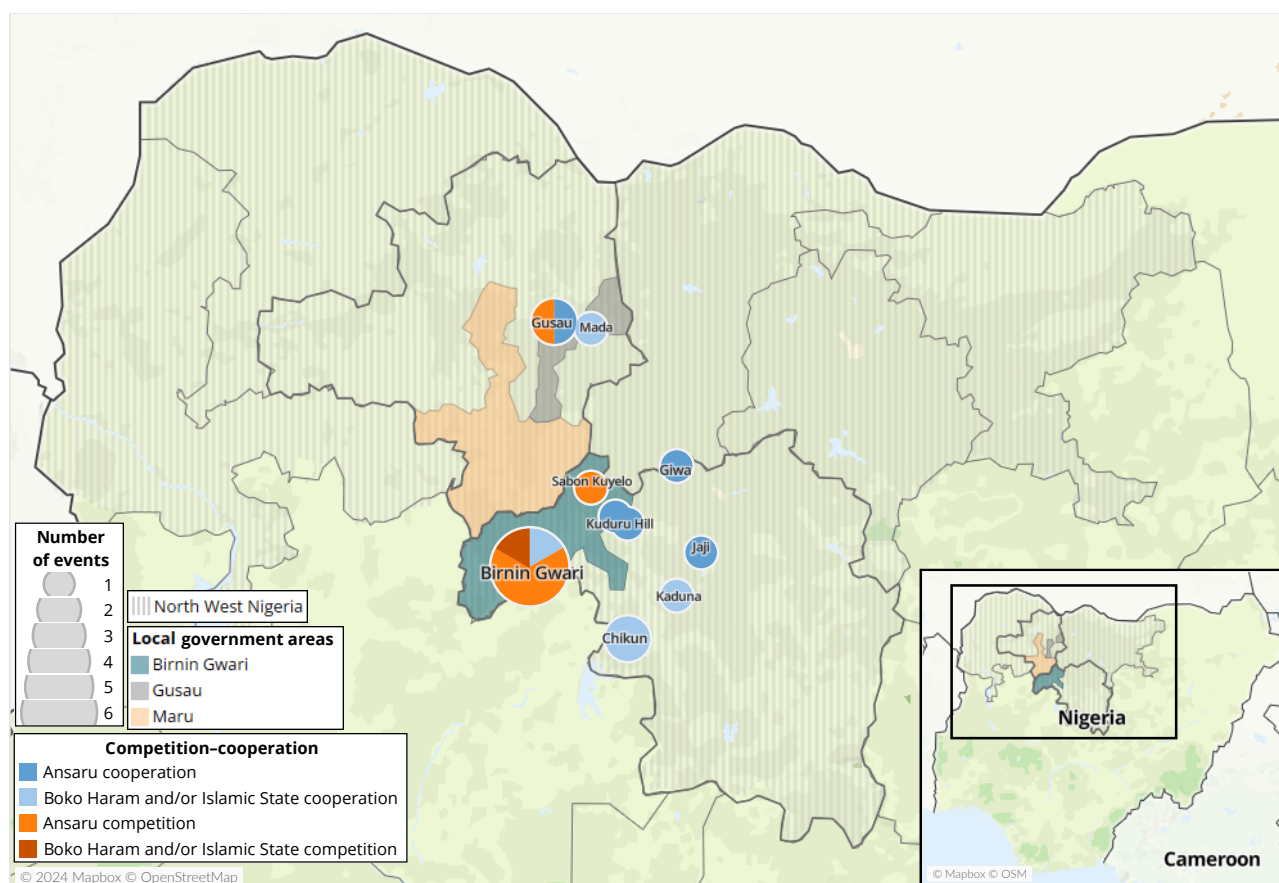 Gusau
Mada
Sabon Kuyelo
Giwa
Kuduru Hill
Jaji
Birnin Gwari
Kaduna
Chikun
Number
of events
1
2
3
4
5
6
North West Nigeria
Local government areas
Birnin Gwari
Gusau
Maru
Competition–cooperation
Ansaru cooperation
Boko Haram and/or Islamic State cooperation
Ansaru competition
Boko Haram and/or Islamic State competition
© 2024 Mapbox © OpenStreetMap
Nigeria
Cameroon
© Mapbox © OSM